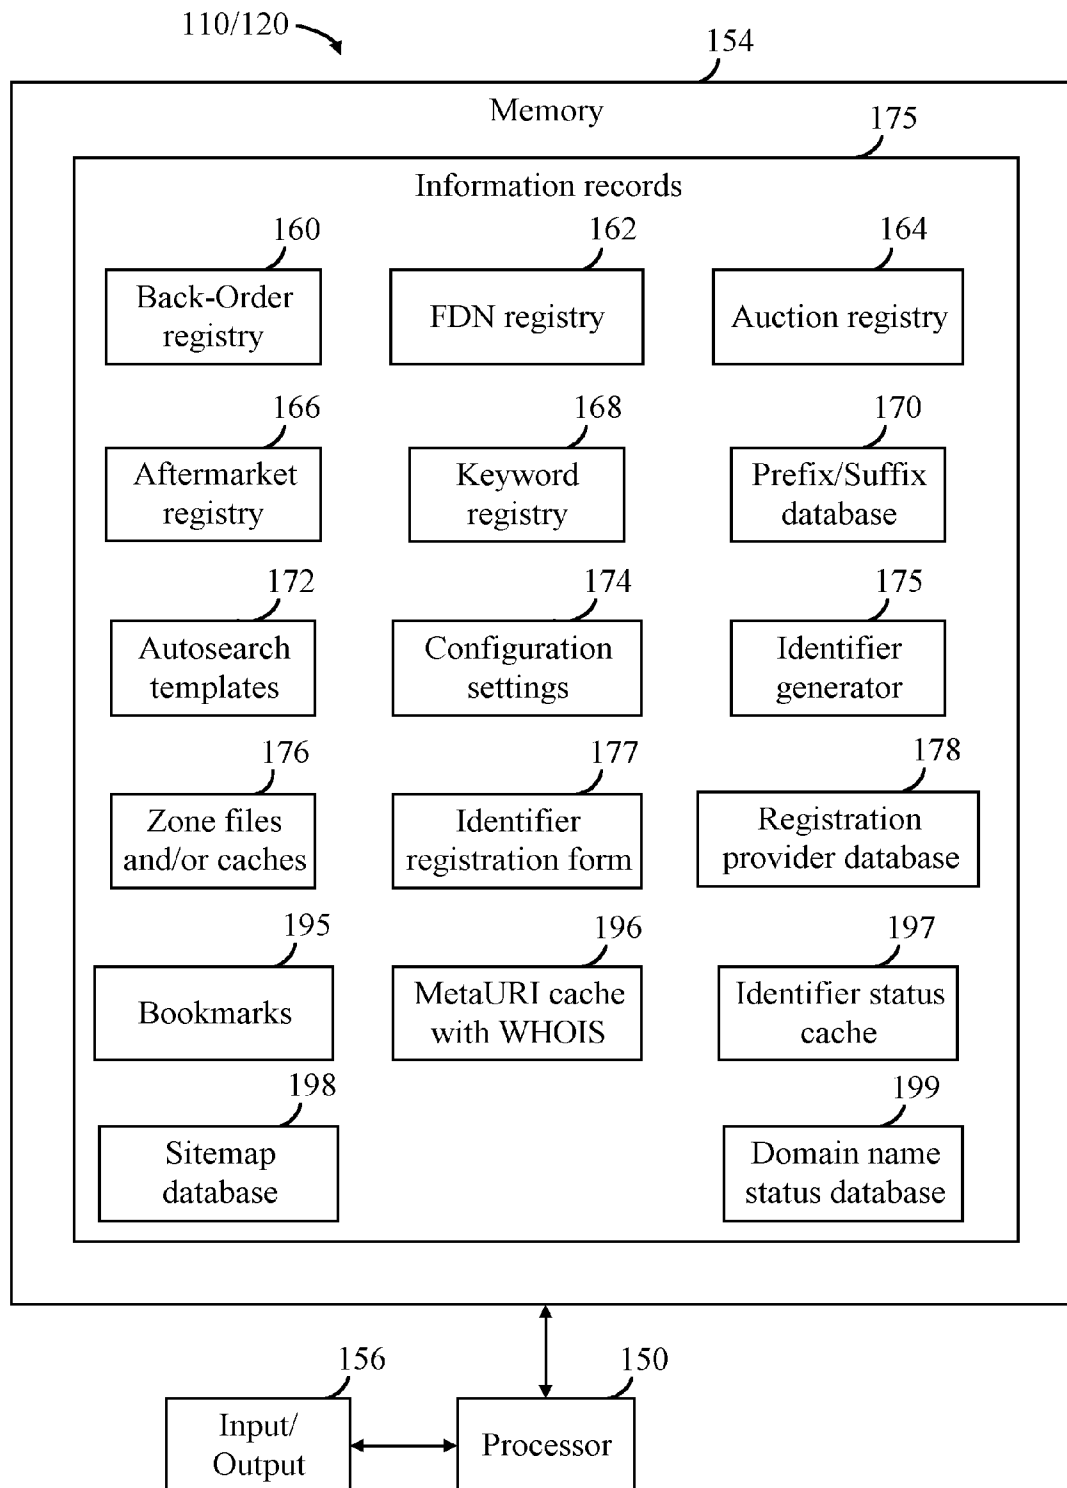 110/120
154
Memory
175
Information records
160
162
164
Back-Order
registry
FDN registry
Auction registry
166
168
170
Aftermarket
registry
Keyword
registry
Prefix/Suffix
database
172
174
175
Autosearch
templates
Configuration
settings
Identifier
generator
176
177
178
Zone files
and/or caches
Identifier
registration form
Registration
provider database
195
196
197
Bookmarks
MetaURI cache
with WHOIS
Identifier status
cache
198
199
Sitemap
database
Domain name
status database
156
150
Input/
Output
Processor